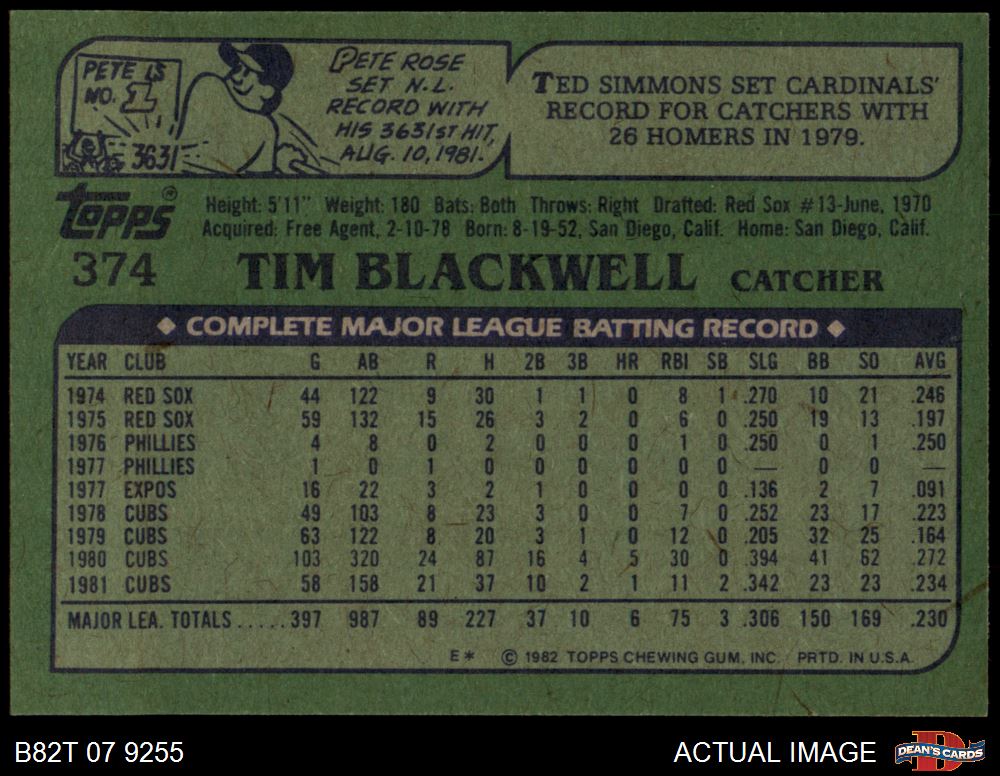 PETE IS
NO. 1
3631
PETE ROSE
SET N.L.
RECORD WITH
HIS 3631ST HIT,
AUG. 10, 1981.
TED SIMMONS SET CARDINALS'
RECORD FOR CATCHERS WITH
26 HOMERS IN 1979.
Topps®
Height: 5'11" Weight: 180 Bats: Both Throws: Right Drafted: Red Sox #13-June, 1970
Acquired: Free Agent, 2-10-78 Born: 8-19-52, San Diego, Calif. Home: San Diego, Calif.
374 TIM BLACKWELL CATCHER
◆ COMPLETE MAJOR LEAGUE BATTING RECORD ◆
YEAR CLUB G AB R H 2B 3B HR RBI SB SLG BB SO AVG
1974 RED SOX 44 122 9 30 1 1 0 8 1 .270 10 21 .246
1975 RED SOX 59 132 15 26 3 2 0 6 0 .250 19 13 .197
1976 PHILLIES 4 8 0 2 0 0 0 1 0 .250 0 1 .250
1977 PHILLIES 1 0 1 0 0 0 0 0 0 — 0 0 —
1977 EXPOS 16 22 3 2 1 0 0 0 0 .136 2 7 .091
1978 CUBS 49 103 8 23 3 0 0 7 0 .252 23 17 .223
1979 CUBS 63 122 8 20 3 1 0 12 0 .205 32 25 .164
1980 CUBS 103 320 24 87 16 4 5 30 0 .394 41 62 .272
1981 CUBS 58 158 21 37 10 2 1 11 2 .342 23 23 .234
MAJOR LEA. TOTALS.....397 987 89 227 37 10 6 75 3 .306 150 169 .230
E* © 1982 TOPPS CHEWING GUM, INC. PRTD. IN U.S.A.
B82T 07 9255
ACTUAL IMAGE
D
DEAN'S CARDS